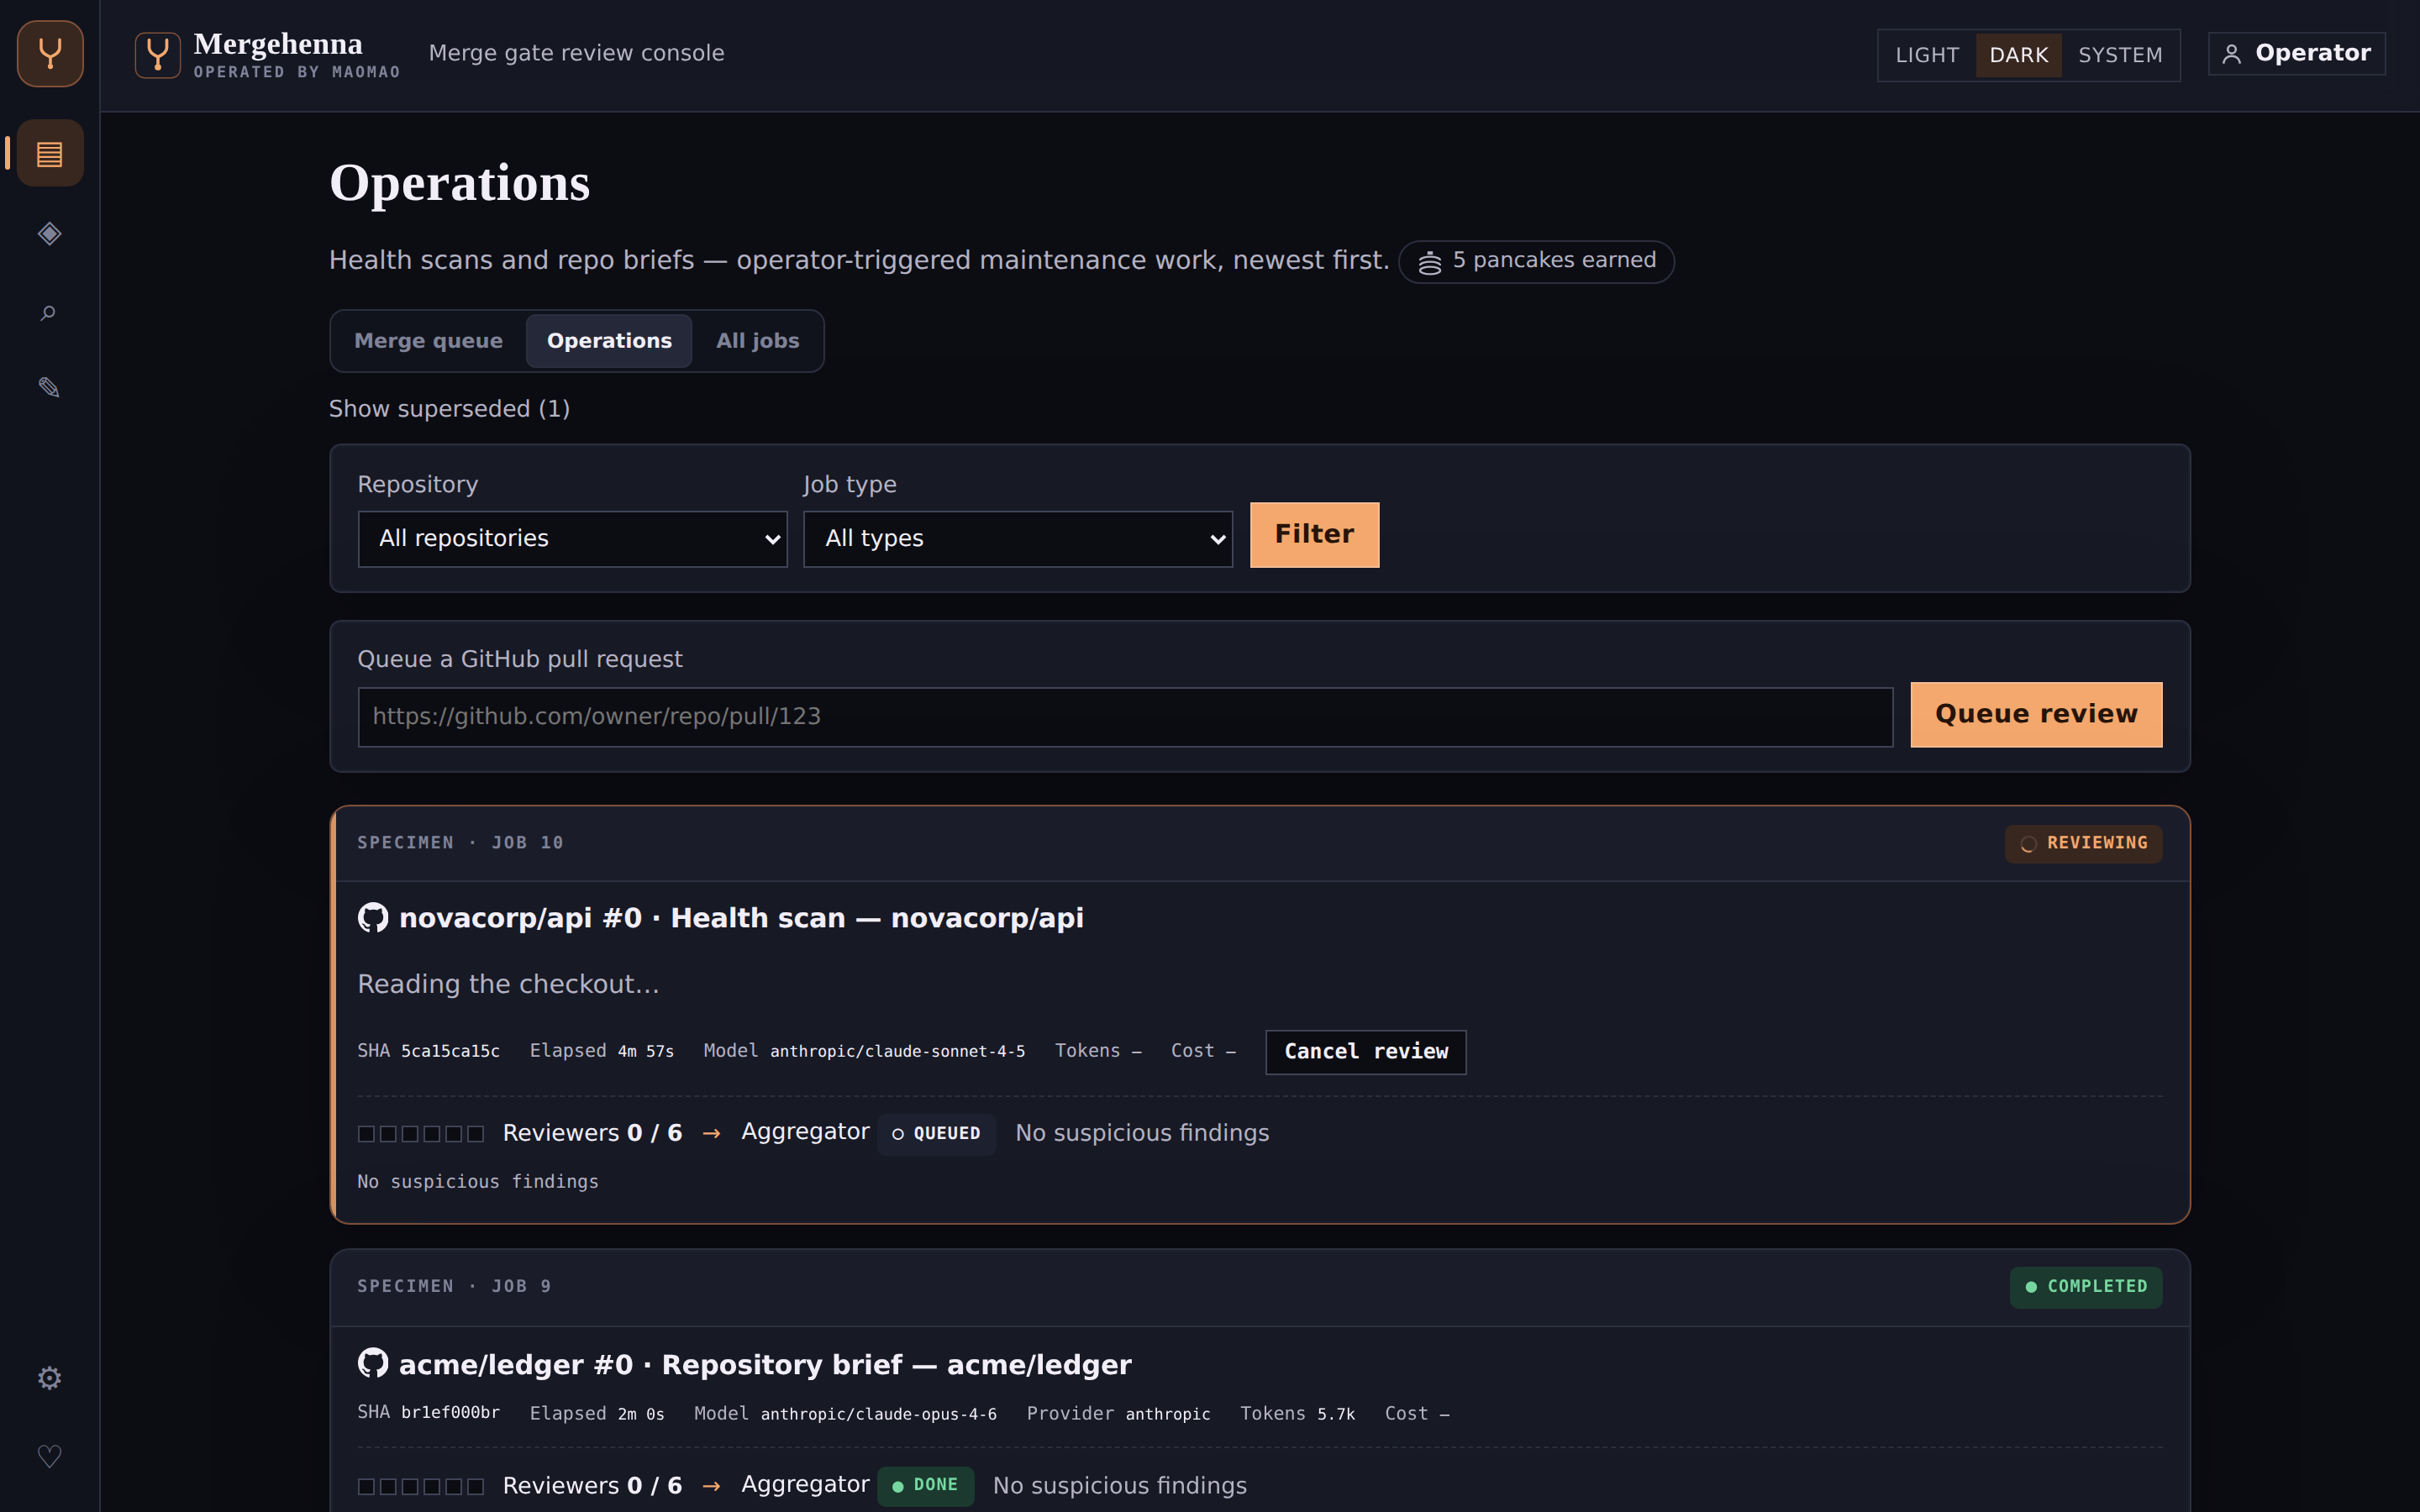 Mergehenna
OPERATED BY MAOMAO
Merge gate review console
LIGHT DARK SYSTEM
Operator
Operations
Health scans and repo briefs — operator-triggered maintenance work, newest first. 5 pancakes earned
Merge queue Operations All jobs
Show superseded (1)
Repository Job type
All repositories All types Filter
Queue a GitHub pull request
https://github.com/owner/repo/pull/123 Queue review
SPECIMEN · JOB 10 REVIEWING
novacorp/api #0 · Health scan — novacorp/api
Reading the checkout…
SHA 5ca15ca15c Elapsed 4m 57s Model anthropic/claude-sonnet-4-5 Tokens — Cost — Cancel review
Reviewers 0 / 6 → Aggregator QUEUED No suspicious findings
No suspicious findings
SPECIMEN · JOB 9 COMPLETED
acme/ledger #0 · Repository brief — acme/ledger
SHA br1ef000br Elapsed 2m 0s Model anthropic/claude-opus-4-6 Provider anthropic Tokens 5.7k Cost —
Reviewers 0 / 6 → Aggregator DONE No suspicious findings